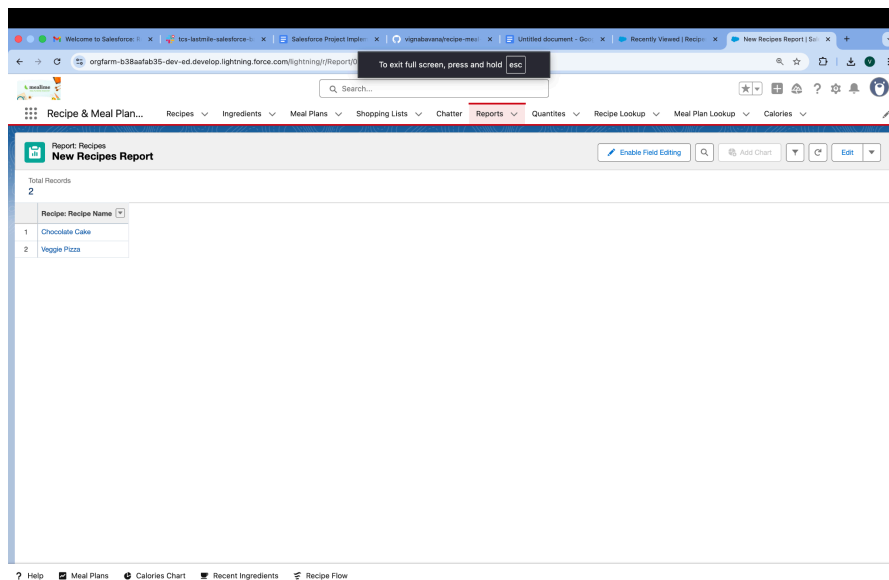 Welcome to Salesforce: A
tcs-lastmile-salesforce-b
Salesforce Project Implem
vignabavana/recipe-meal
Untitled document - Goo
Recently Viewed | Recipe
New Recipes Report | Sal
orgfarm-b38aafab35-dev-ed.develop.lightning.force.com/lightning/r/Report/0
To exit full screen, press and hold esc
mealime
Search...
Recipe & Meal Plan...
Recipes
Ingredients
Meal Plans
Shopping Lists
Chatter
Reports
Quantites
Recipe Lookup
Meal Plan Lookup
Calories
Report: Recipes
New Recipes Report
Enable Field Editing
Add Chart
Edit
Total Records
2
Recipe: Recipe Name
1 Chocolate Cake
2 Veggie Pizza
? Help
Meal Plans
Calories Chart
Recent Ingredients
Recipe Flow